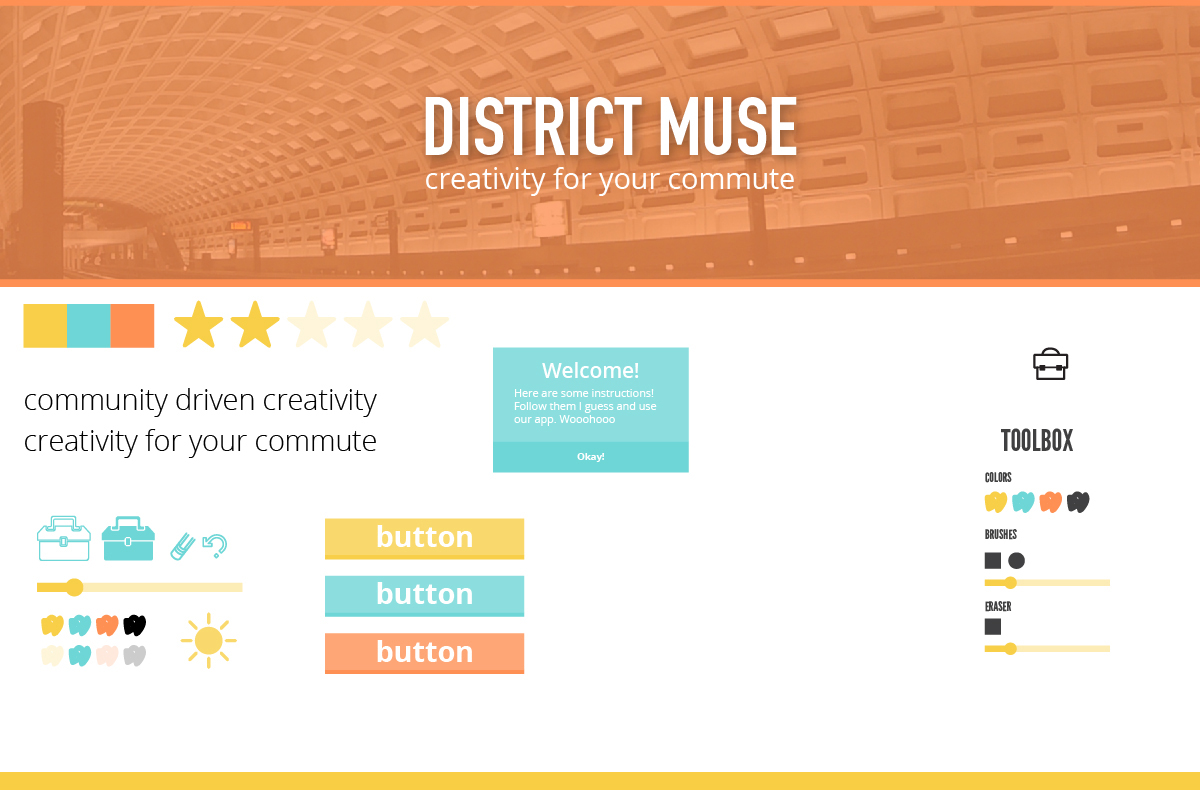 DISTRICT MUSE
creativity for your commute
community driven creativity
creativity for your commute
Welcome!
Here are some instructions!
Follow them I guess and use
our app. Wooohooo
Okay!
button
button
button
TOOLBOX
COLORS
BRUSHES
ERASER